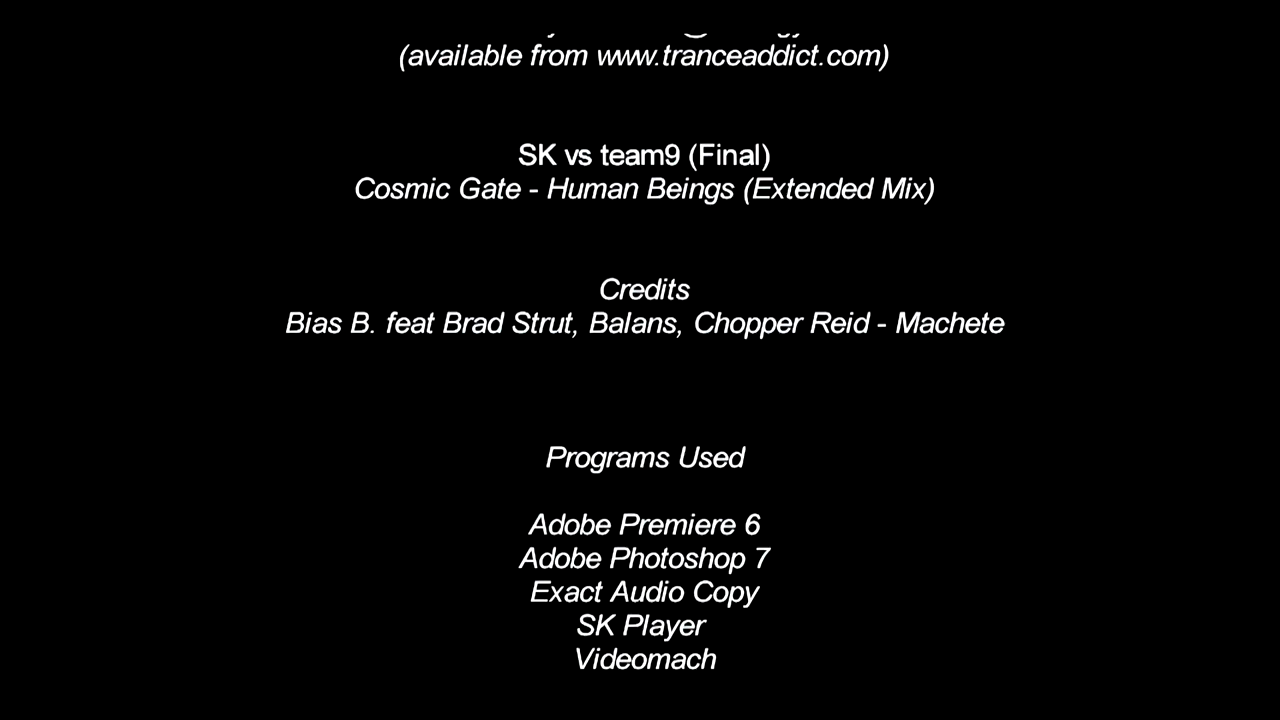 (available from www.tranceaddict.com)
SK vs team9 (Final)
Cosmic Gate - Human Beings (Extended Mix)
Credits
Bias B. feat Brad Strut, Balans, Chopper Reid - Machete
Programs Used
Adobe Premiere 6
Adobe Photoshop 7
Exact Audio Copy
SK Player
Videomach